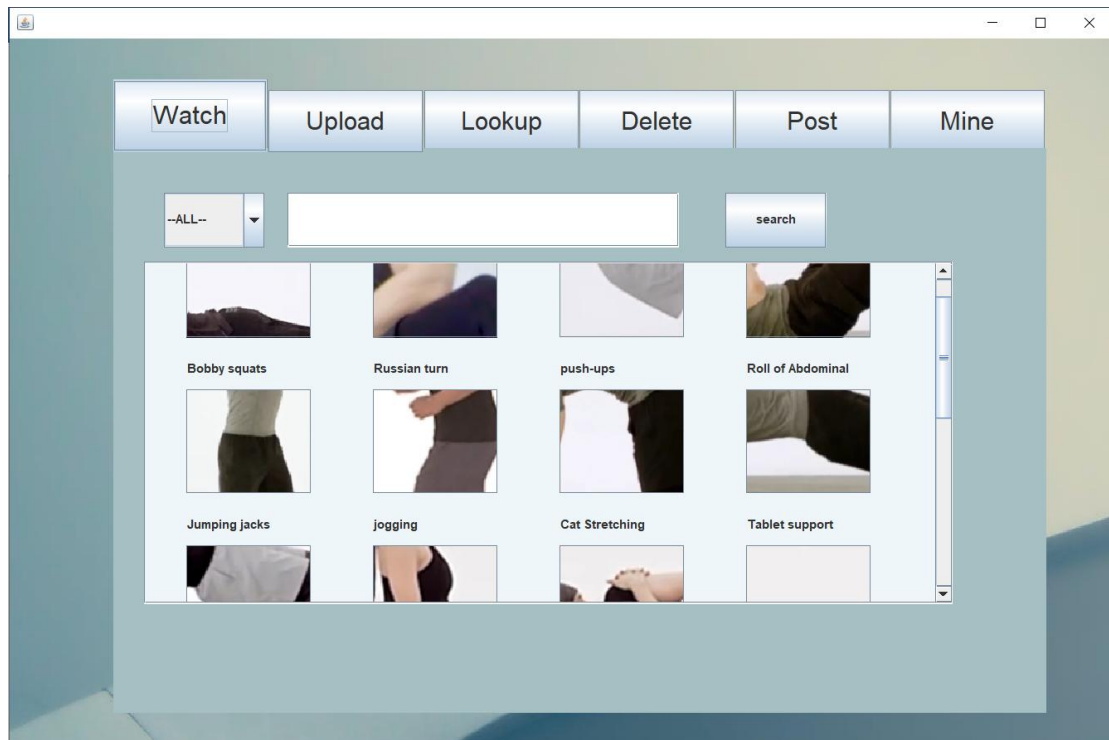 Watch
Upload
Lookup
Delete
Post
Mine
--ALL--
search
Bobby squats
Russian turn
push-ups
Roll of Abdominal
Jumping jacks
jogging
Cat Stretching
Tablet support